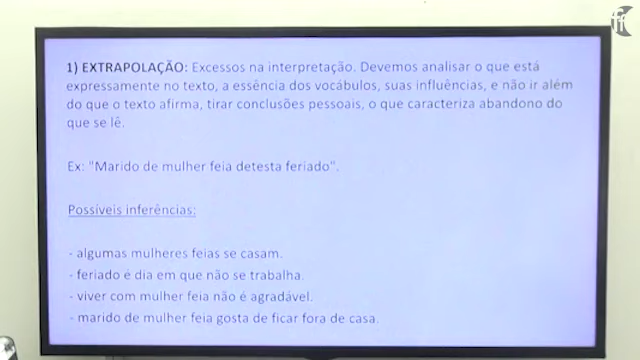 1) EXTRAPOLAÇÃO: Excessos na interpretação. Devemos analisar o que está
expressamente no texto, a essência dos vocábulos, suas influências, e não ir além
do que o texto afirma, tirar conclusões pessoais, o que caracteriza abandono do
que se lê.
Ex: "Marido de mulher feia detesta feriado".
Possíveis inferências:
- algumas mulheres feias se casam.
- feriado é dia em que não se trabalha.
- viver com mulher feia não é agradável.
- marido de mulher feia gosta de ficar fora de casa.